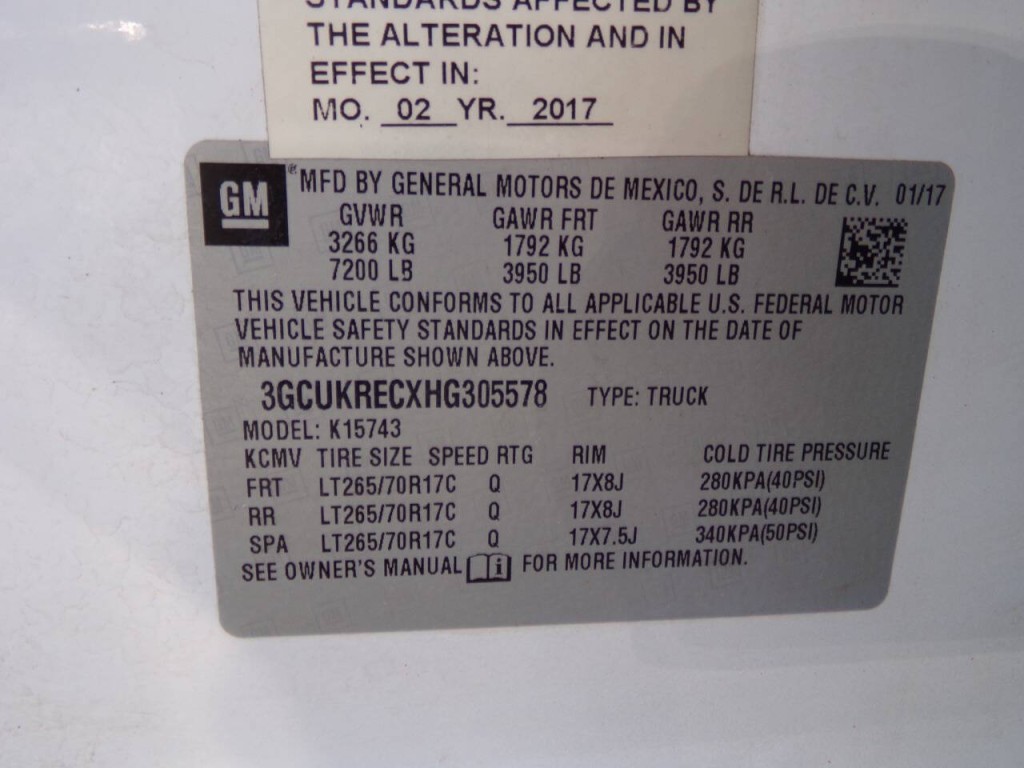 STANDARDS AFFECTED BY
THE ALTERATION AND IN
EFFECT IN:
MO. 02 YR. 2017
GM ® MFD BY GENERAL MOTORS DE MEXICO, S. DE R.L. DE C.V. 01/17
GVWR GAWR FRT GAWR RR
3266 KG 1792 KG 1792 KG
7200 LB 3950 LB 3950 LB
THIS VEHICLE CONFORMS TO ALL APPLICABLE U.S. FEDERAL MOTOR
VEHICLE SAFETY STANDARDS IN EFFECT ON THE DATE OF
MANUFACTURE SHOWN ABOVE.
3GCUKRECXHG305578 TYPE: TRUCK
MODEL: K15743
KCMV TIRE SIZE SPEED RTG RIM COLD TIRE PRESSURE
FRT LT265/70R17C Q 17X8J 280KPA(40PSI)
RR LT265/70R17C Q 17X8J 280KPA(40PSI)
SPA LT265/70R17C Q 17X7.5J 340KPA(50PSI)
SEE OWNER'S MANUAL i FOR MORE INFORMATION.